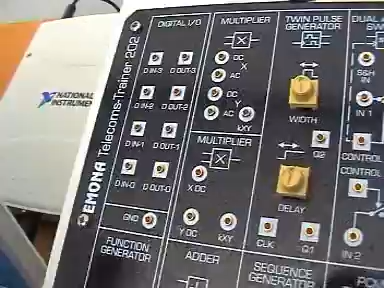 DIGITAL I/O
D IN-3 D OUT-3
D IN-2 D OUT-2
D IN-1 D OUT-1
D IN-0 D OUT-0
GND
FUNCTION
GENERATOR
MULTIPLIER
X
DC
X
AC
DC
Y
AC kXY
MULTIPLIER
X
X DC
Y DC kXY
ADDER
TWIN PULSE
GENERATOR
WIDTH
Q2
DELAY
CLK Q1
SEQUENCE
GENERATOR
DUAL
S&H
IN
IN 1
CONTROL
CONTROL
IN 2
EMONA Telecoms-Trainer 202
NATIONAL
INSTRUMEN